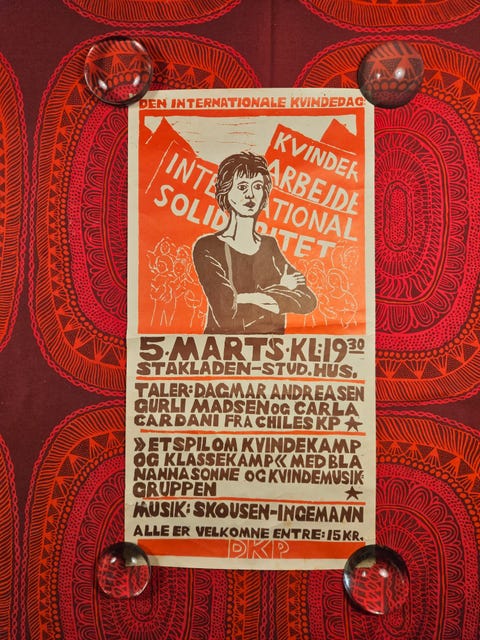 DEN INTERNATIONALE KVINDEDAG
KVINDER
ARBEJDE
INTERNATIONAL
SOLIDARITET
5·MARTS·KL:19³⁰
STAKLADEN-STUD.HUS.
TALER:DAGMAR ANDREASEN
GURLI MADSEN OG CARLA
CARDANI FRA CHILES KP ★
»ET SPIL OM KVINDEKAMP
OG KLASSEKAMP« MED BLA
NANNA SONNE OG KVINDEMUSIK
GRUPPEN ★
MUSIK: SKOUSEN-INGEMANN
ALLE ER VELKOMNE ENTRE:15 KR.
DKP